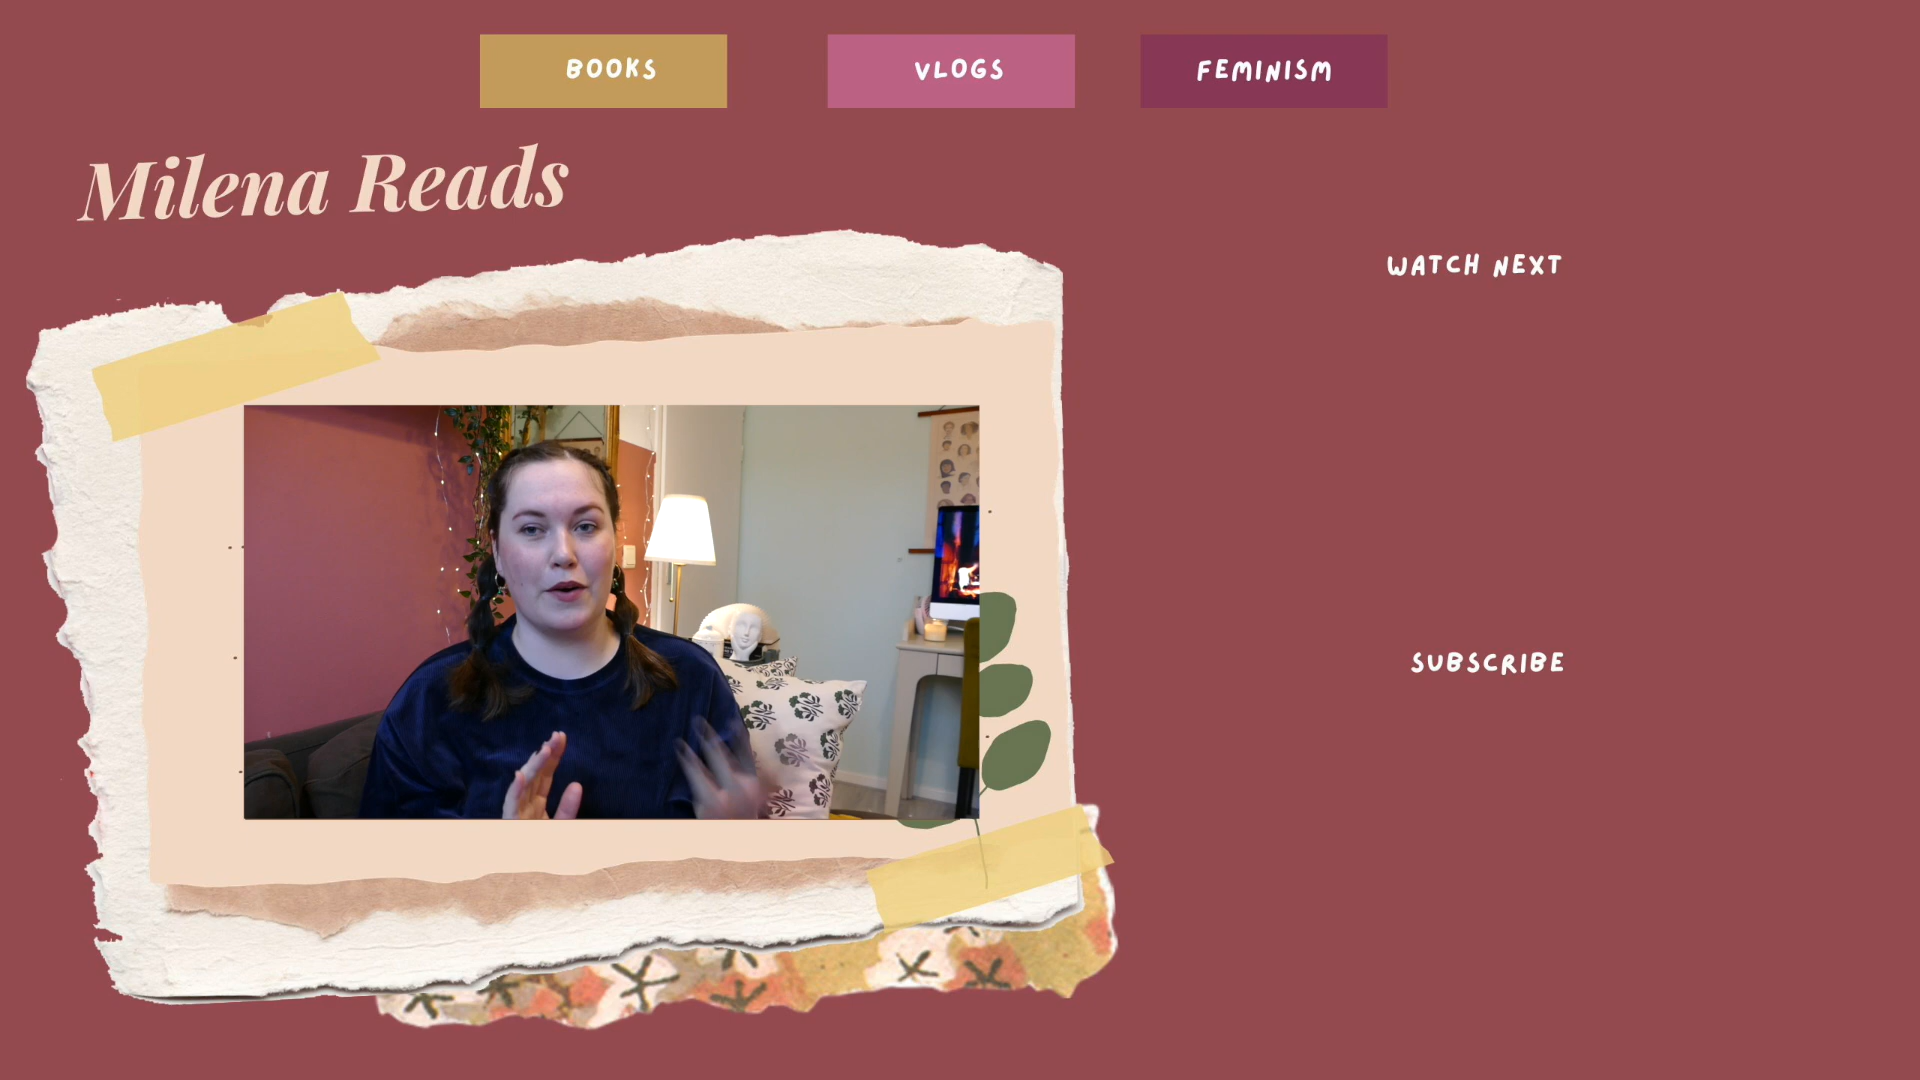 BOOKS
VLOGS
FEMINISM
Milena Reads
WATCH NEXT
SUBSCRIBE